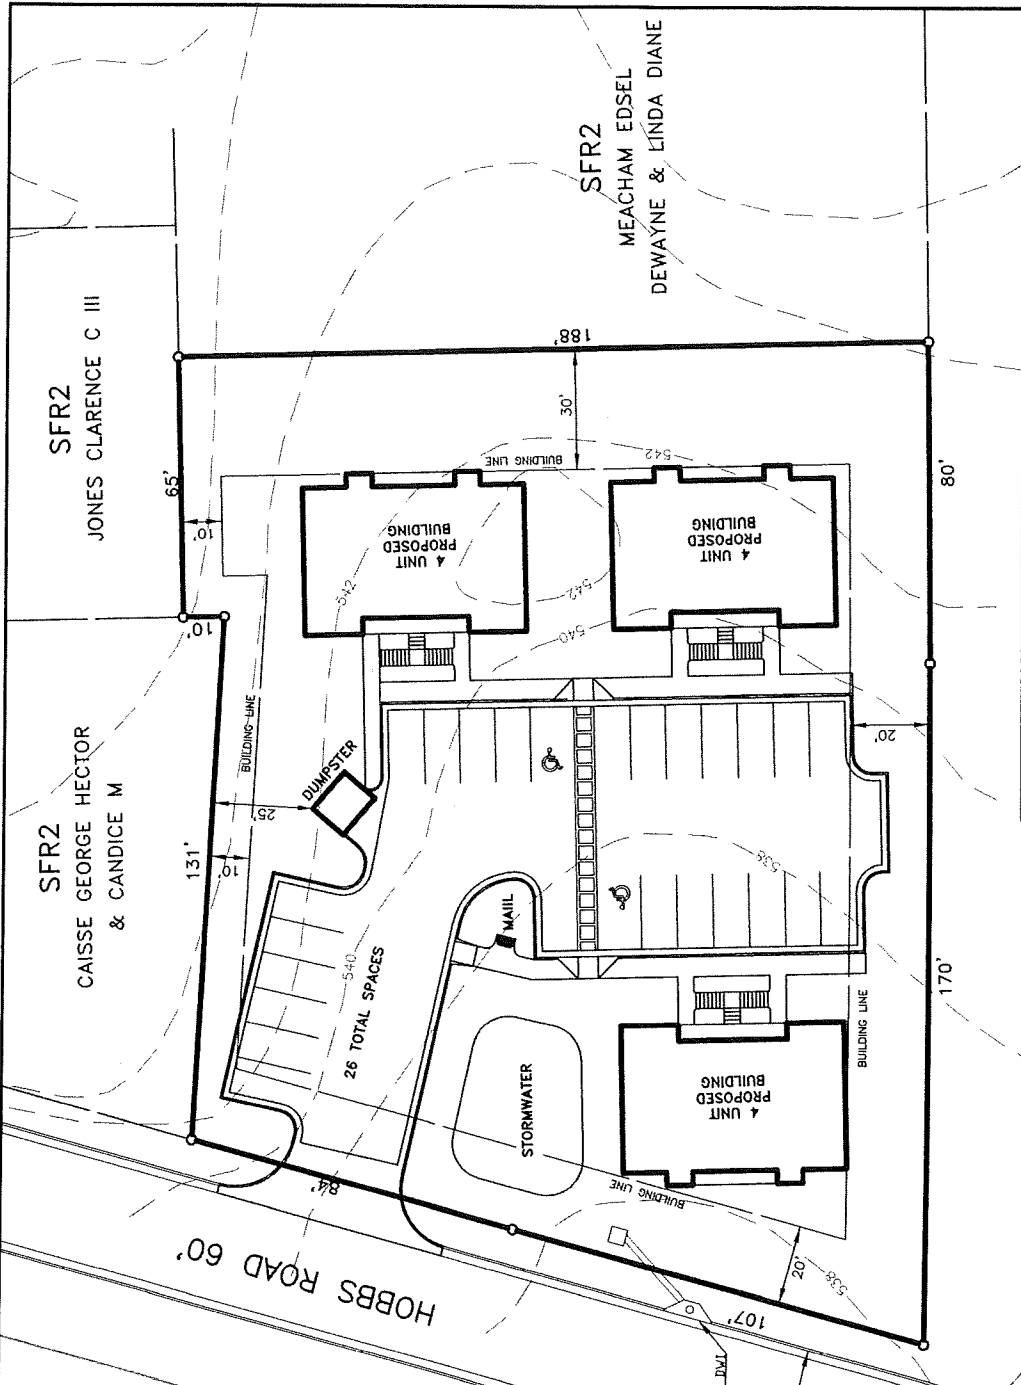 SFR2
JONES CLARENCE C III
SFR2
MEACHAM EDSEL
DEWAYNE & LINDA DIANE
SFR2
CAISSE GEORGE HECTOR
& CANDICE M
65'
188'
30'
10'
10'
BUILDING LINE
542
542
4 UNIT
PROPOSED
BUILDING
4 UNIT
PROPOSED
BUILDING
542
540
80'
BUILDING LINE
DUMPSTER
25'
131'
10'
20'
538
MAIIL
540
26 TOTAL SPACES
170'
BUILDING LINE
STORMWATER
4 UNIT
PROPOSED
BUILDING
BUILDING LINE
84'
HOBBS ROAD 60'
20'
538
107'